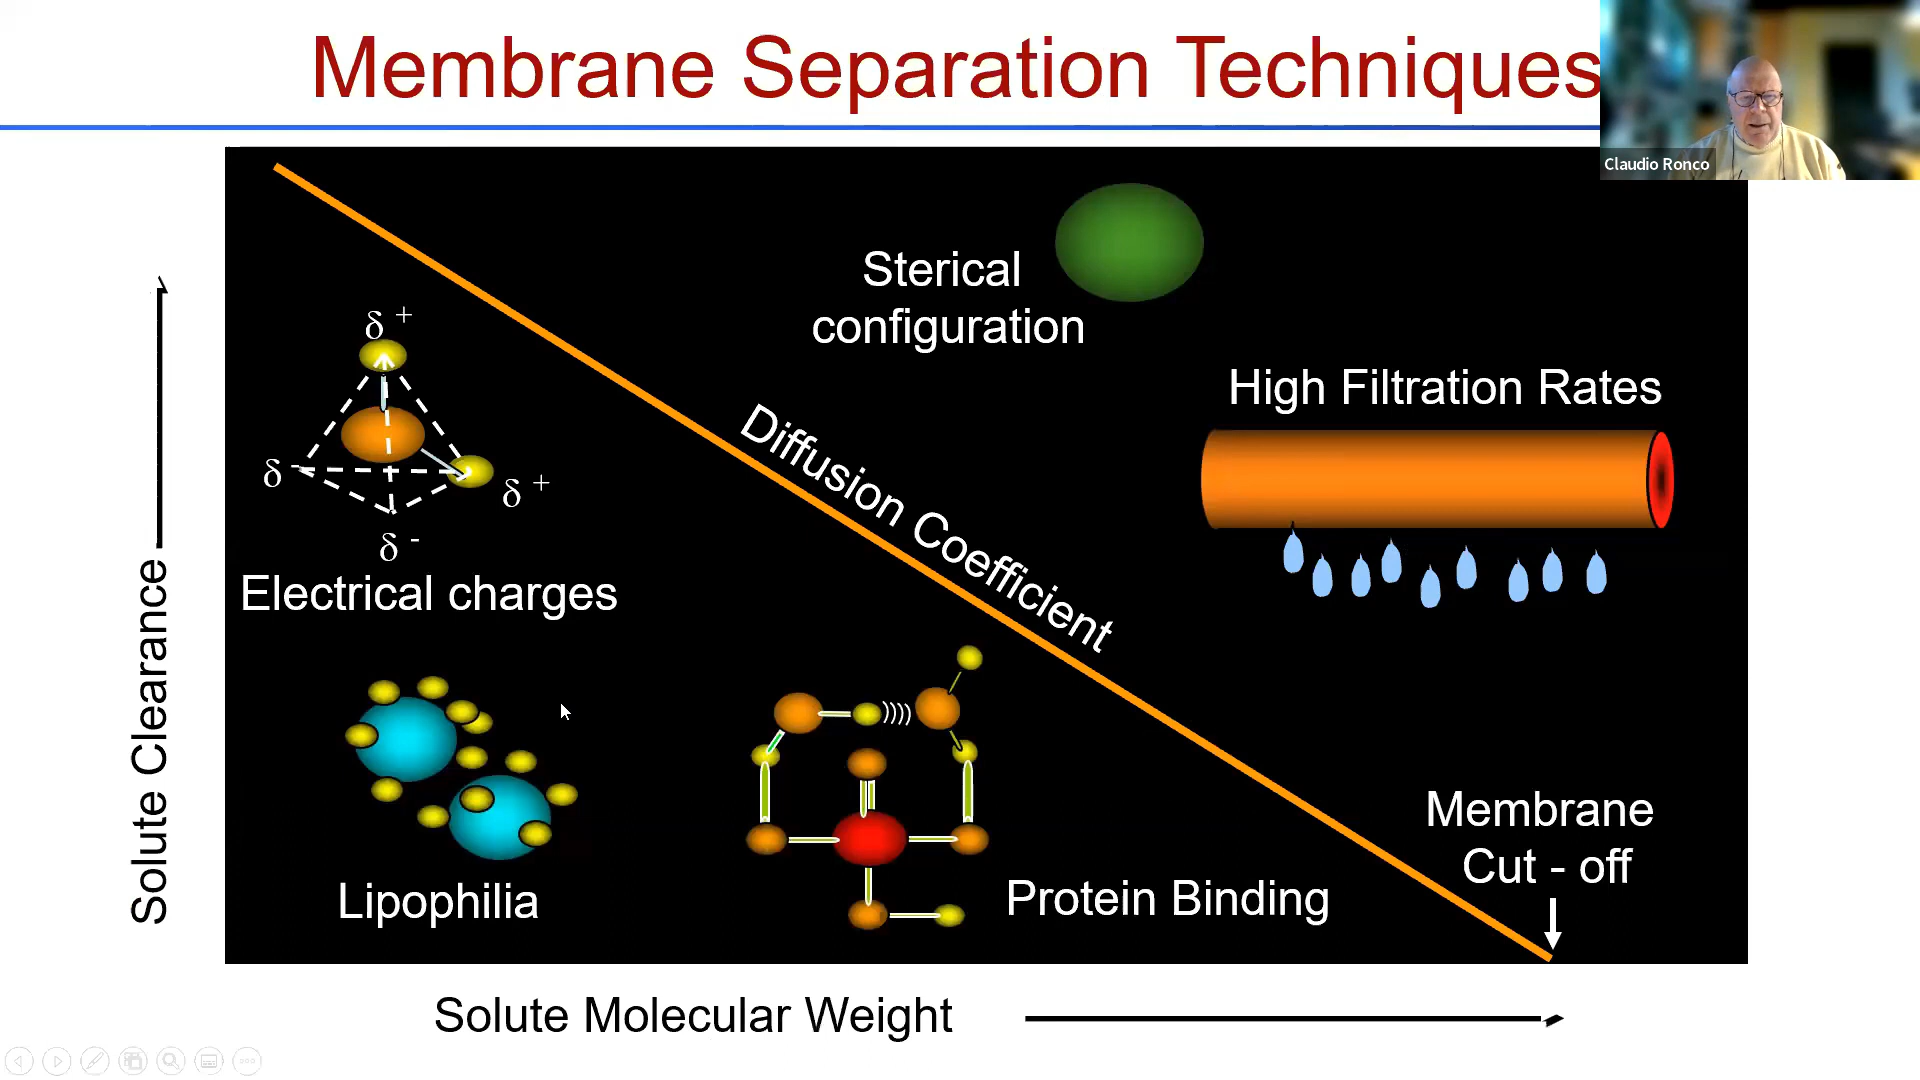 Membrane Separation Techniques
Claudio Ronco
Sterical
configuration
δ +
High Filtration Rates
δ -
δ +
δ -
Electrical charges
Diffusion Coefficient
Solute Clearance
Membrane
Cut - off
Lipophilia
Protein Binding
Solute Molecular Weight